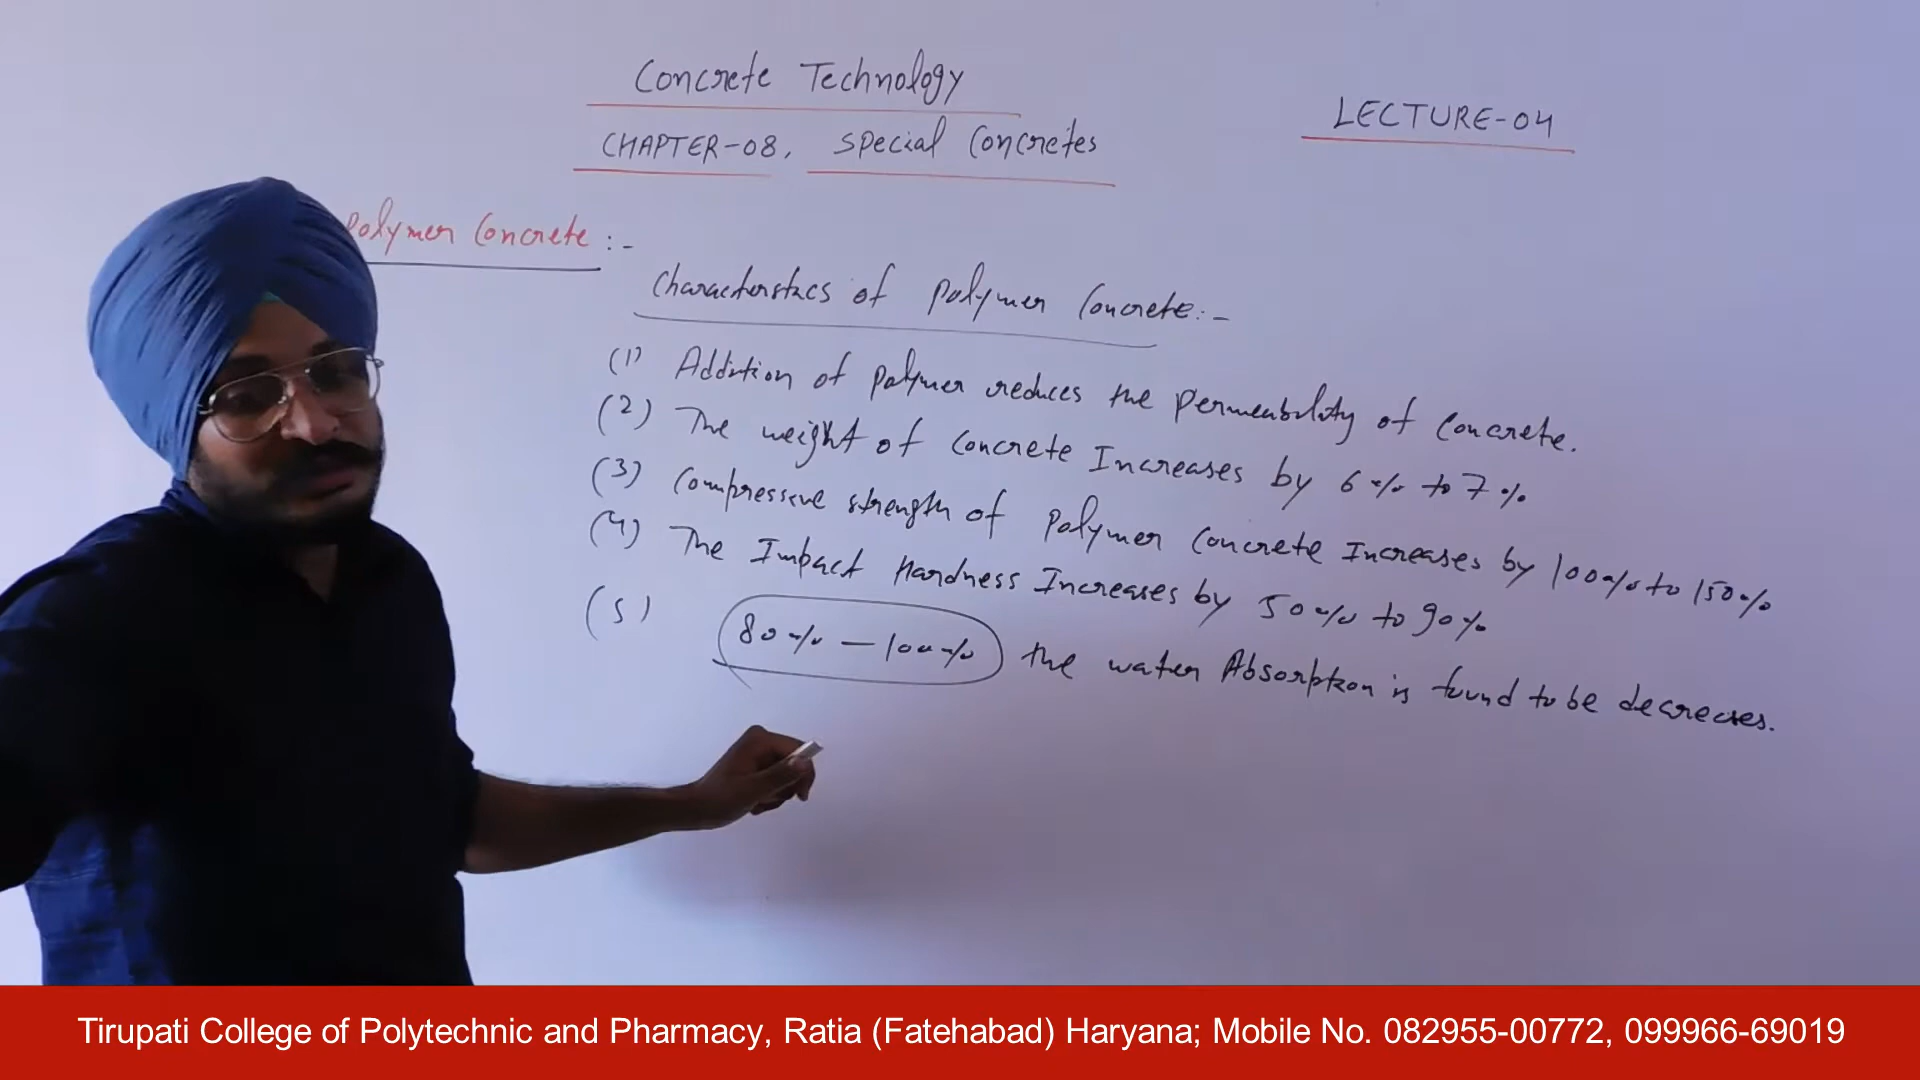 Concrete Technology
LECTURE-04
CHAPTER-08, Special Concretes
Polymer Concrete :-
Characterstics of Polymer Concrete:-
(1) Addition of Polymer reduces the Permeability of Concrete.
(2) The weight of Concrete Increases by 6% to 7%
(3) Compressive strength of Polymer Concrete Increases by 100% to 150%
(4) The Impact Hardness Increases by 50% to 90%
(5) 80% - 100% the water Absorption is found to be decreases.
Tirupati College of Polytechnic and Pharmacy, Ratia (Fatehabad) Haryana; Mobile No. 082955-00772, 099966-69019